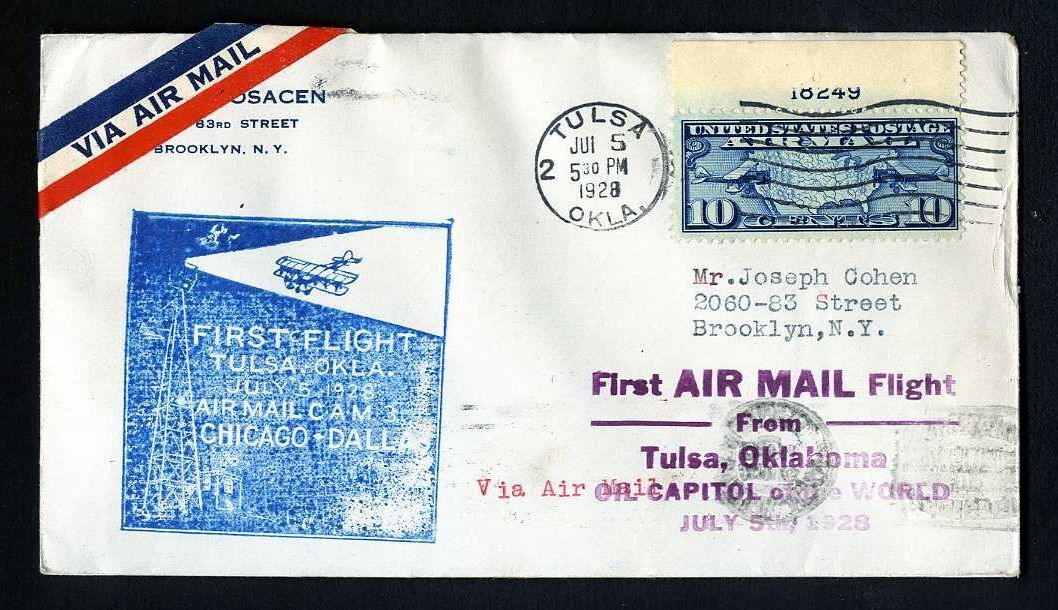 VIA AIR MAIL
OSACEN
83RD STREET
BROOKLYN, N. Y.
TULSA
JUL 5
2 5 30 PM
1928
OKLA.
18249
UNITED STATES POSTAGE
AIR MAIL
10 CENTS 10
Mr.Joseph Cohen
2060-83 Street
Brooklyn,N.Y.
FIRST FLIGHT
TULSA, OKLA.
JULY 5, 1928
AIR MAIL C A M 3
CHICAGO-DALLA
First AIR MAIL Flight
From
Tulsa, Oklahoma
Via Air Mail
OIL CAPITOL of the WORLD
JULY 5th, 1928